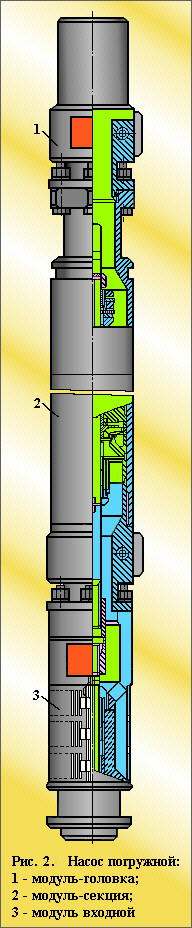 1
2
3
Рис. 2. Насос погружной:
1 - модуль-головка;
2 - модуль-секция;
3 - модуль входной